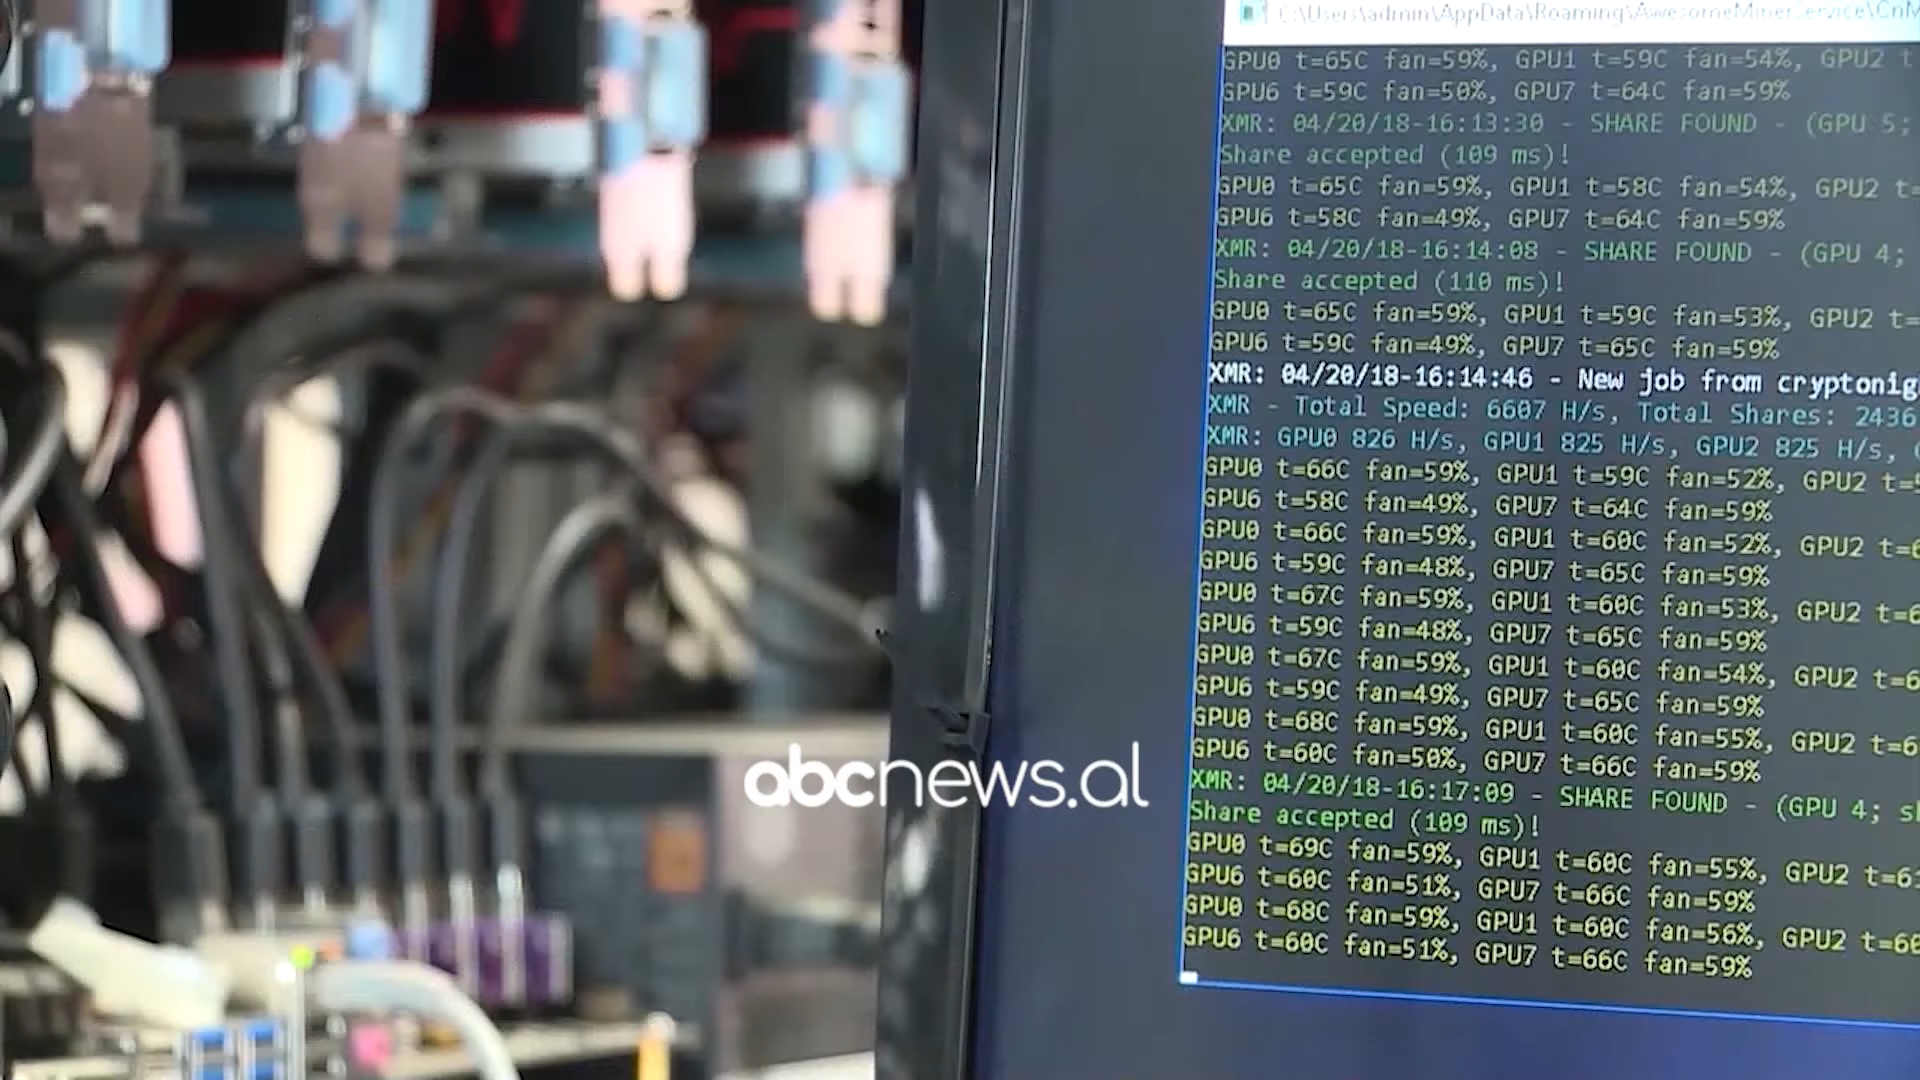 C:\Users\admin\AppData\Roaming\AwesomeMinerService\CnM
GPU0 t=65C fan=59%, GPU1 t=59C fan=54%, GPU2 t
GPU6 t=59C fan=50%, GPU7 t=64C fan=59%
XMR: 04/20/18-16:13:30 - SHARE FOUND - (GPU 5;
Share accepted (109 ms)!
GPU0 t=65C fan=59%, GPU1 t=58C fan=54%, GPU2 t=
GPU6 t=58C fan=49%, GPU7 t=64C fan=59%
XMR: 04/20/18-16:14:08 - SHARE FOUND - (GPU 4;
Share accepted (110 ms)!
GPU0 t=65C fan=59%, GPU1 t=59C fan=53%, GPU2 t=
GPU6 t=59C fan=49%, GPU7 t=65C fan=59%
XMR: 04/20/18-16:14:46 - New job from cryptonig
XMR - Total Speed: 6607 H/s, Total Shares: 2436
XMR: GPU0 826 H/s, GPU1 825 H/s, GPU2 825 H/s,
GPU0 t=66C fan=59%, GPU1 t=59C fan=52%, GPU2 t=
GPU6 t=58C fan=49%, GPU7 t=64C fan=59%
GPU0 t=66C fan=59%, GPU1 t=60C fan=52%, GPU2 t=6
GPU6 t=59C fan=48%, GPU7 t=65C fan=59%
GPU0 t=67C fan=59%, GPU1 t=60C fan=53%, GPU2 t=6
GPU6 t=59C fan=48%, GPU7 t=65C fan=59%
GPU0 t=67C fan=59%, GPU1 t=60C fan=54%, GPU2 t=6
GPU6 t=59C fan=49%, GPU7 t=65C fan=59%
GPU0 t=68C fan=59%, GPU1 t=60C fan=55%, GPU2 t=6
GPU6 t=60C fan=50%, GPU7 t=66C fan=59%
XMR: 04/20/18-16:17:09 - SHARE FOUND - (GPU 4; s
Share accepted (109 ms)!
GPU0 t=69C fan=59%, GPU1 t=60C fan=55%, GPU2 t=61
GPU6 t=60C fan=51%, GPU7 t=66C fan=59%
GPU0 t=68C fan=59%, GPU1 t=60C fan=56%, GPU2 t=60
GPU6 t=60C fan=51%, GPU7 t=66C fan=59%
abcnews.al